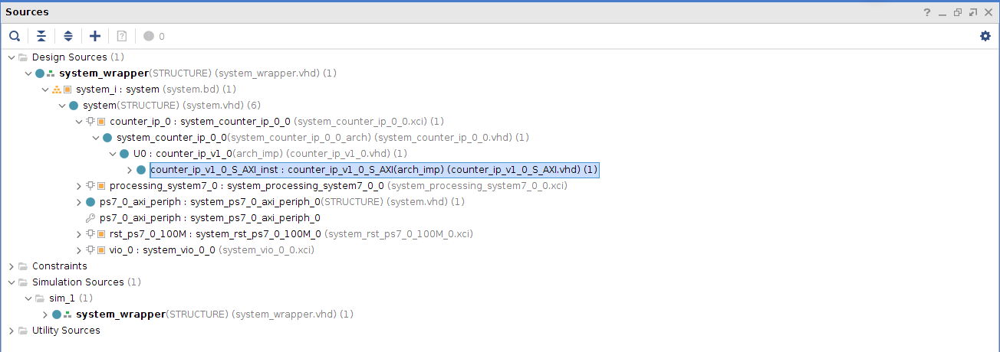 Sources
0
Design Sources (1)
system_wrapper(STRUCTURE) (system_wrapper.vhd) (1)
system_i : system (system.bd) (1)
system(STRUCTURE) (system.vhd) (6)
counter_ip_0 : system_counter_ip_0_0 (system_counter_ip_0_0.xci) (1)
system_counter_ip_0_0(system_counter_ip_0_0_arch) (system_counter_ip_0_0.vhd) (1)
U0 : counter_ip_v1_0(arch_imp) (counter_ip_v1_0.vhd) (1)
counter_ip_v1_0_S_AXI_inst : counter_ip_v1_0_S_AXI(arch_imp) (counter_ip_v1_0_S_AXI.vhd) (1)
processing_system7_0 : system_processing_system7_0_0 (system_processing_system7_0_0.xci)
ps7_0_axi_periph : system_ps7_0_axi_periph_0(STRUCTURE) (system.vhd) (1)
ps7_0_axi_periph : system_ps7_0_axi_periph_0
rst_ps7_0_100M : system_rst_ps7_0_100M_0 (system_rst_ps7_0_100M_0.xci)
vio_0 : system_vio_0_0 (system_vio_0_0.xci)
Constraints
Simulation Sources (1)
sim_1 (1)
system_wrapper(STRUCTURE) (system_wrapper.vhd) (1)
Utility Sources